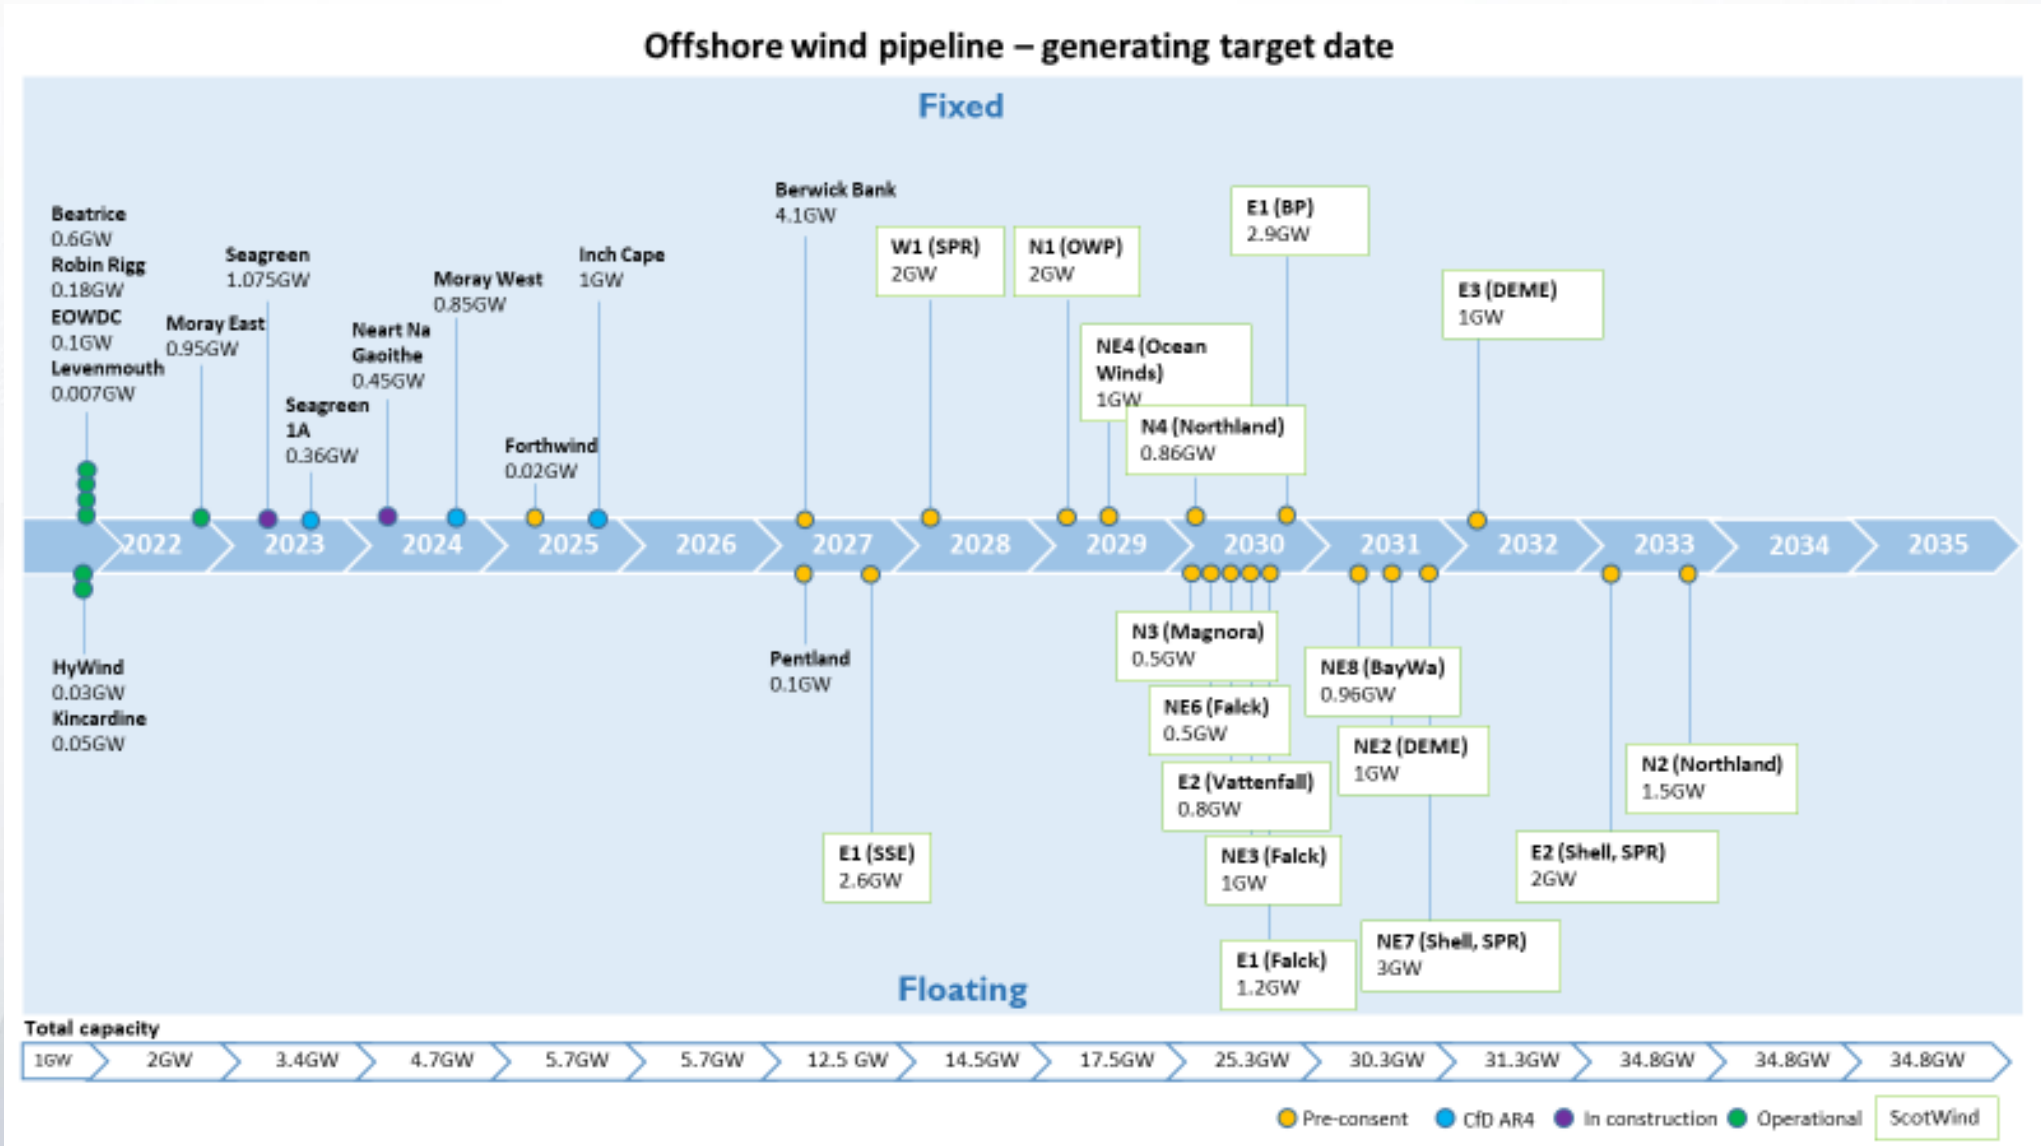 Offshore wind pipeline – generating target date
Fixed
Beatrice
0.6GW
Robin Rigg
0.18GW
EOWDC
0.1GW
Levenmouth
0.007GW
Moray East
0.95GW
Seagreen
1.075GW
Seagreen
1A
0.36GW
Neart Na
Gaoithe
0.45GW
Moray West
0.85GW
Forthwind
0.02GW
Inch Cape
1GW
Berwick Bank
4.1GW
W1 (SPR)
2GW
N1 (OWP)
2GW
NE4 (Ocean
Winds)
1GW
N4 (Northland)
0.86GW
E1 (BP)
2.9GW
E3 (DEME)
1GW
2022
2023
2024
2025
2026
2027
2028
2029
2030
2031
2032
2033
2034
2035
HyWind
0.03GW
Kincardine
0.05GW
Pentland
0.1GW
E1 (SSE)
2.6GW
N3 (Magnora)
0.5GW
NE6 (Falck)
0.5GW
E2 (Vattenfall)
0.8GW
NE3 (Falck)
1GW
E1 (Falck)
1.2GW
NE8 (BayWa)
0.96GW
NE2 (DEME)
1GW
NE7 (Shell, SPR)
3GW
E2 (Shell, SPR)
2GW
N2 (Northland)
1.5GW
Floating
Total capacity
1GW
2GW
3.4GW
4.7GW
5.7GW
5.7GW
12.5 GW
14.5GW
17.5GW
25.3GW
30.3GW
31.3GW
34.8GW
34.8GW
34.8GW
Pre-consent
CfD AR4
In construction
Operational
ScotWind